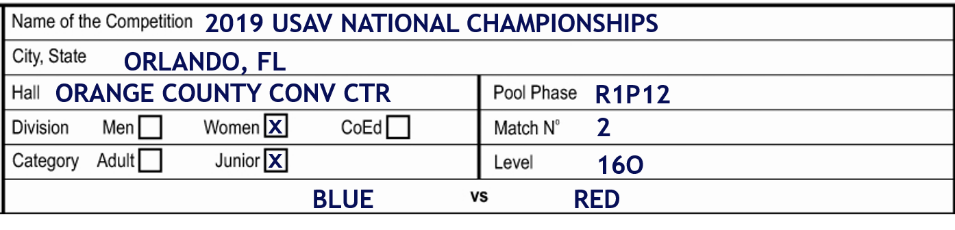 Name of the Competition 2019 USAV NATIONAL CHAMPIONSHIPS
City, State ORLANDO, FL
Hall ORANGE COUNTY CONV CTR Pool Phase R1P12
Division Men Women X CoEd Match N° 2
Category Adult Junior X Level 16O
BLUE vs RED